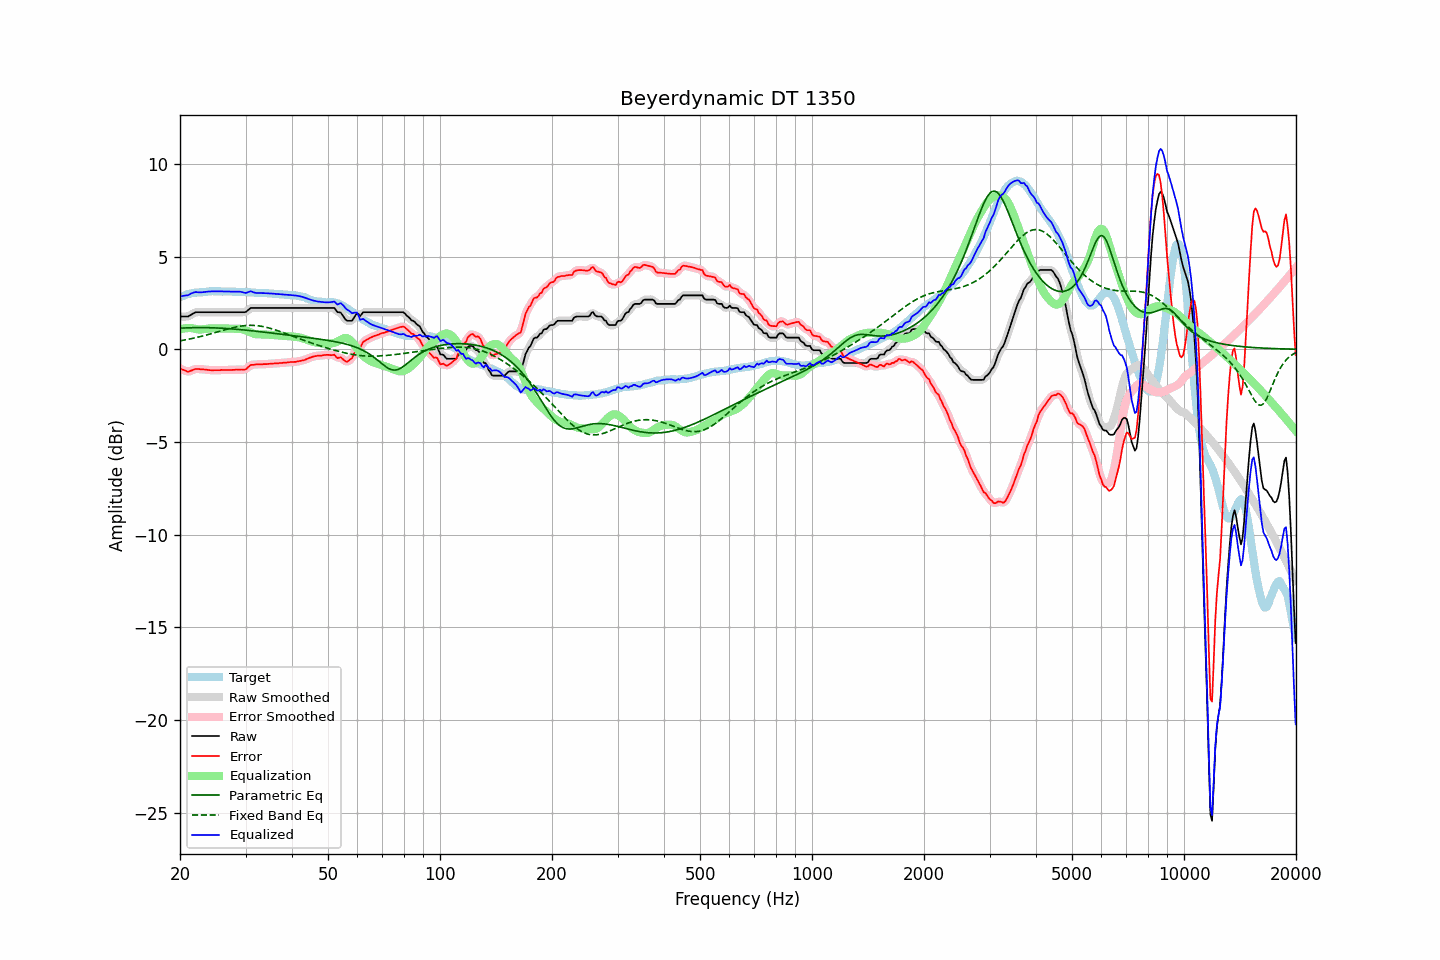 Beyerdynamic DT 1350
10
5
0
−5
−10
−15
−20
−25
Amplitude (dBr)
Target
Raw Smoothed
Error Smoothed
Raw
Error
Equalization
Parametric Eq
Fixed Band Eq
Equalized
20 50 100 200 500 1000 2000 5000 10000 20000
Frequency (Hz)